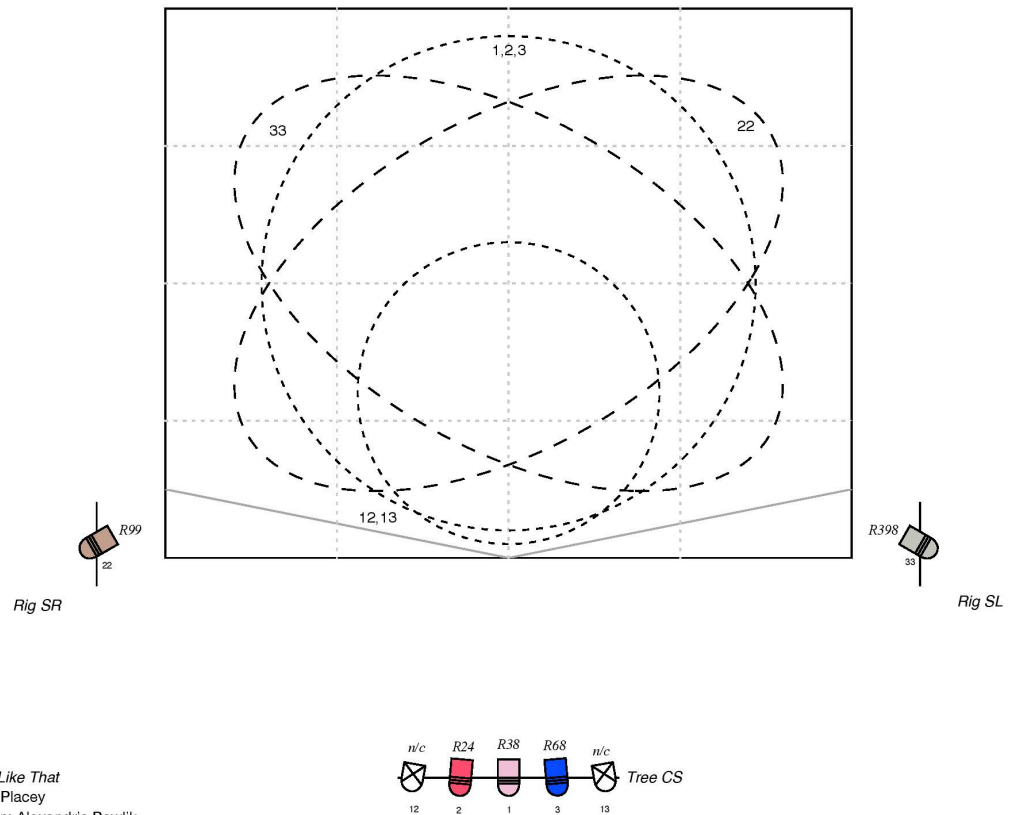 1,2,3
33
22
12,13
R99
22
Rig SR
R398
33
Rig SL
n/c
R24
R38
R68
n/c
Tree CS
12
2
1
3
13
Like That
Placey